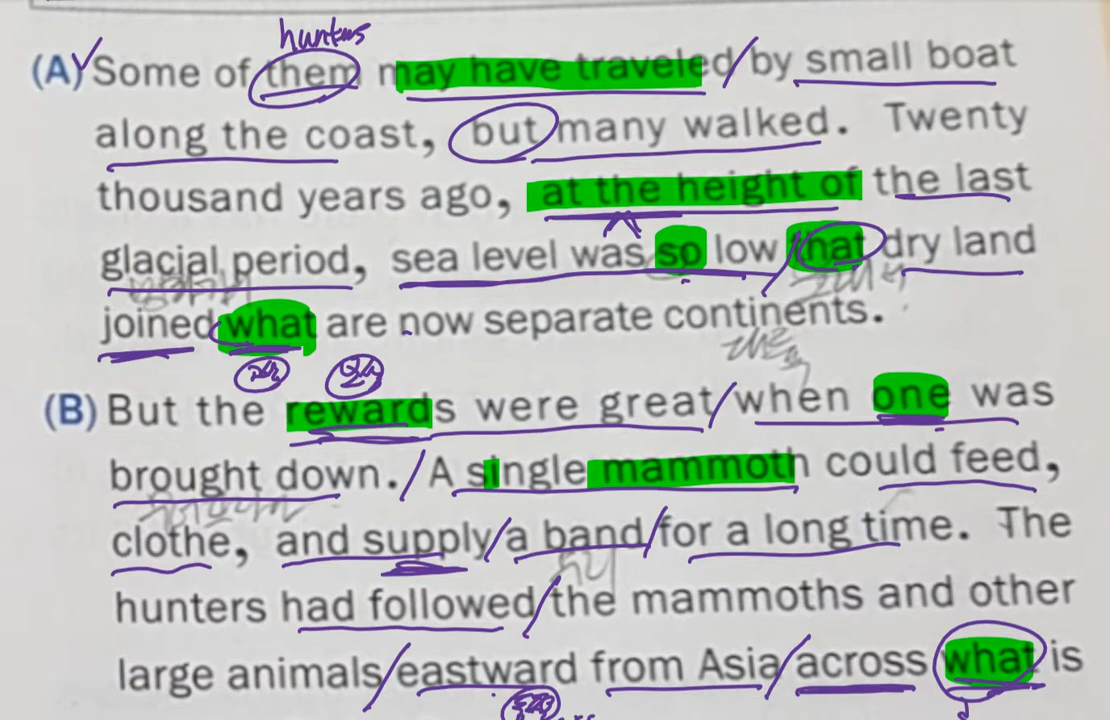 hunters
(A) Some of them may have traveled by small boat
along the coast, but many walked. Twenty
thousand years ago, at the height of the last
glacial period, sea level was so low that dry land
joined what are now separate continents.
(B) But the rewards were great when one was
brought down. A single mammoth could feed,
clothe, and supply a band for a long time. The
hunters had followed the mammoths and other
large animals eastward from Asia across what is